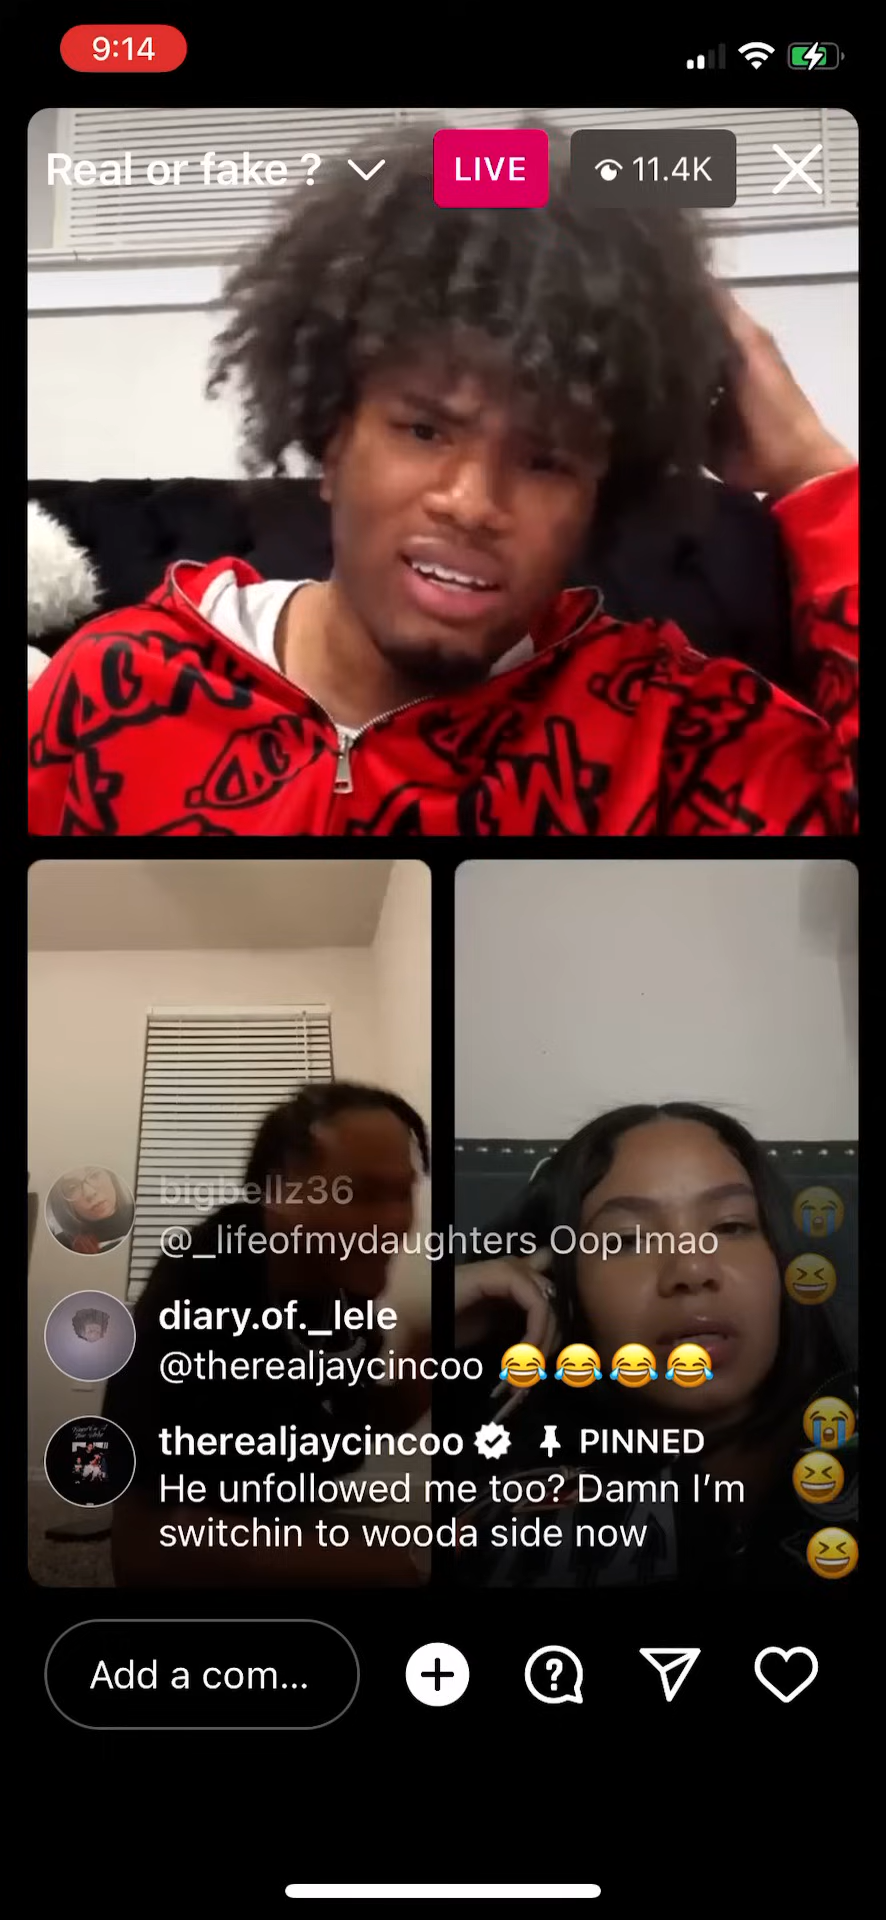 9:14
Real or fake ?
LIVE
11.4K
bigbellz36
@_lifeofmydaughters Oop lmao
diary.of._lele
@therealjaycincoo 😂😂😂😂
therealjaycincoo PINNED
He unfollowed me too? Damn I’m
switchin to wooda side now
Add a com...